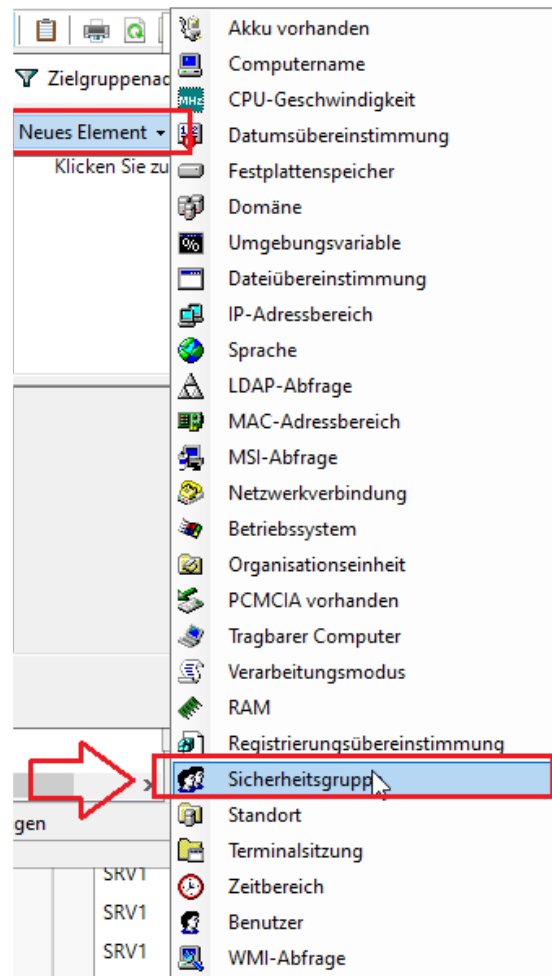 Akku vorhanden
Computername
Zielgruppenad
MHz
CPU-Geschwindigkeit
Neues Element
Datumsübereinstimmung
Klicken Sie zu
Festplattenspeicher
Domäne
%
Umgebungsvariable
Dateiübereinstimmung
IP-Adressbereich
Sprache
LDAP-Abfrage
MAC-Adressbereich
MSI-Abfrage
Netzwerkverbindung
Betriebssystem
Organisationseinheit
PCMCIA vorhanden
Tragbarer Computer
Verarbeitungsmodus
RAM
Registrierungsübereinstimmung
Sicherheitsgrupp
Standort
gen
Terminalsitzung
SRV1
Zeitbereich
SRV1
Benutzer
SRV1
WMI-Abfrage